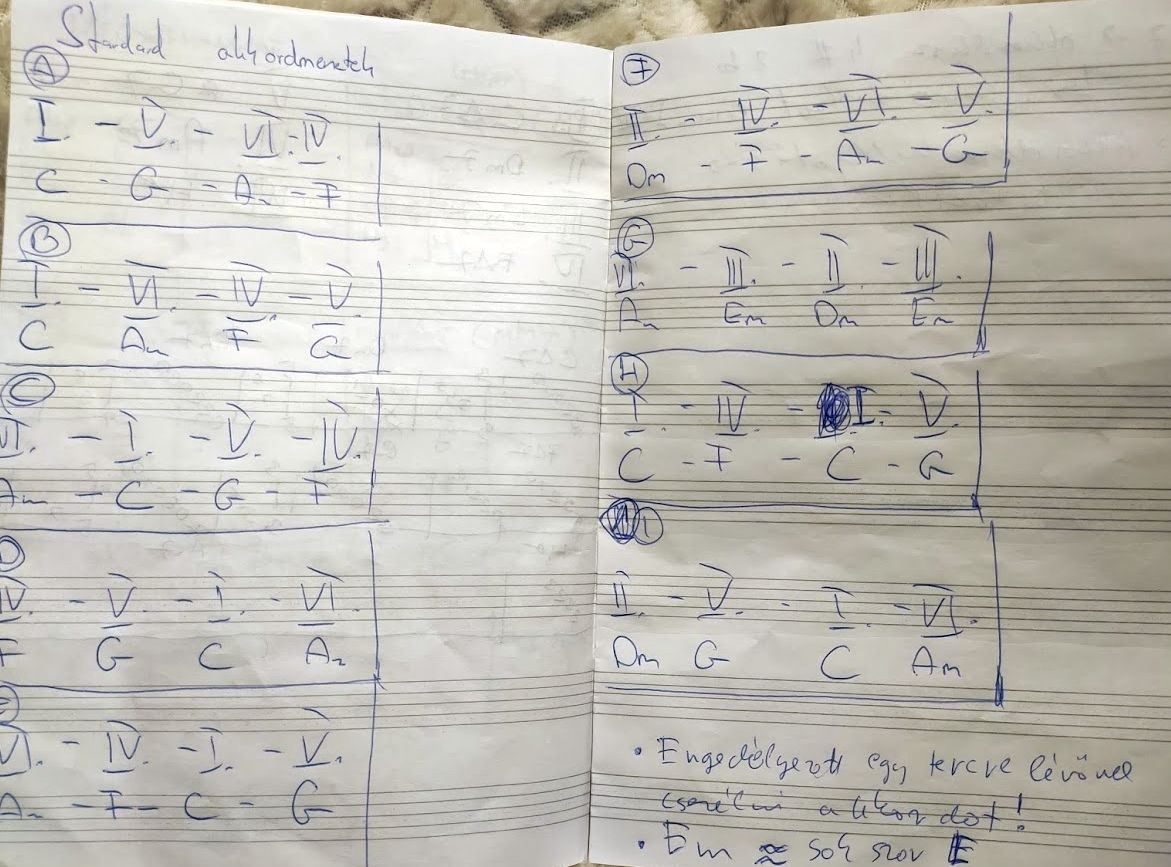 Standard akkordmenetek
A
I. - V. - VI. - IV.
C - G - Am - F
B
I. - VI. - IV. - V.
C Am F G
C
VI. - I. - V. - IV.
Am - C - G - F
D
IV. - V. - I. - VI.
F G C Am
E
VI. - IV. - I. - V.
Am - F - C - G
F
II. - IV. - VI. - V.
Dm - F - Am - G
G
VI. - III. - II. - III.
Am Em Dm Em
H
I. - IV. - I. - V.
C - F - C - G
I
II. - V. - I. - VI.
Dm G C Am
• Engedélyezett egy tercre lévővel
cserélni akkordot!
• Em ≈ sok szor E